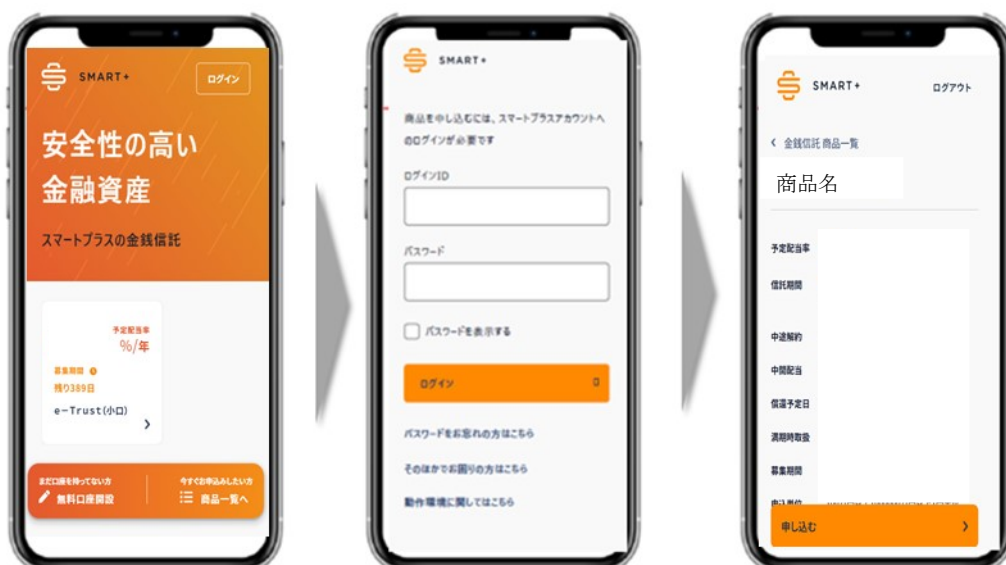 SMART+
ログイン
安全性の高い
金融資産
スマートプラスの金銭信託
予定配当率
%/年
募集期間
残り389日
e-Trust(小口)
まだ口座を持ってない方
無料口座開設
今すぐお申込みしたい方
商品一覧へ
SMART+
商品を申し込むには、スマートプラスアカウントへ
のログインが必要です
ログインID
パスワード
パスワードを表示する
ログイン
パスワードをお忘れの方はこちら
そのほかでお困りの方はこちら
動作環境に関してはこちら
SMART+
ログアウト
金銭信託 商品一覧
商品名
予定配当率
信託期間
中途解約
中間配当
償還予定日
満期時取扱
募集期間
申込単位
申し込む